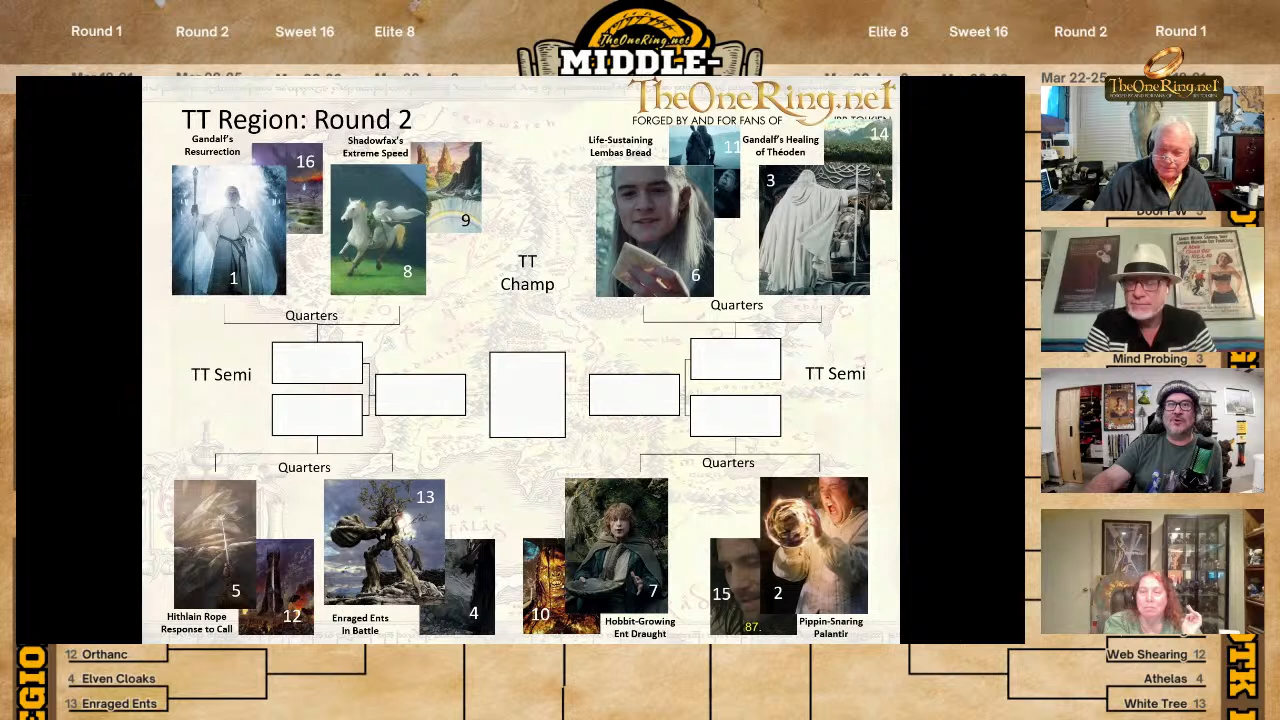 Round 1
Round 2
Sweet 16
Elite 8
TheOneRing.net
MIDDLE-
Elite 8
Sweet 16
Round 2
Round 1
Mar 22-25
TheOneRing.net
TheOneRing.net
FORGED BY AND FOR FANS OF
TT Region: Round 2
Gandalf's
Resurrection
16
1
Shadowfax's
Extreme Speed
9
8
TT
Champ
Life-Sustaining
Lembas Bread
11
6
Gandalf's Healing
of Théoden
14
3
Quarters
Quarters
TT Semi
TT Semi
Quarters
Quarters
5
12
Hithlain Rope
Response to Call
13
4
Enraged Ents
In Battle
10
7
Hobbit-Growing
Ent Draught
15
87.
2
Pippin-Snaring
Palantir
Mind Probing 3
12 Orthanc
4 Elven Cloaks
13 Enraged Ents
Web Shearing 12
Athelas 4
White Tree 13